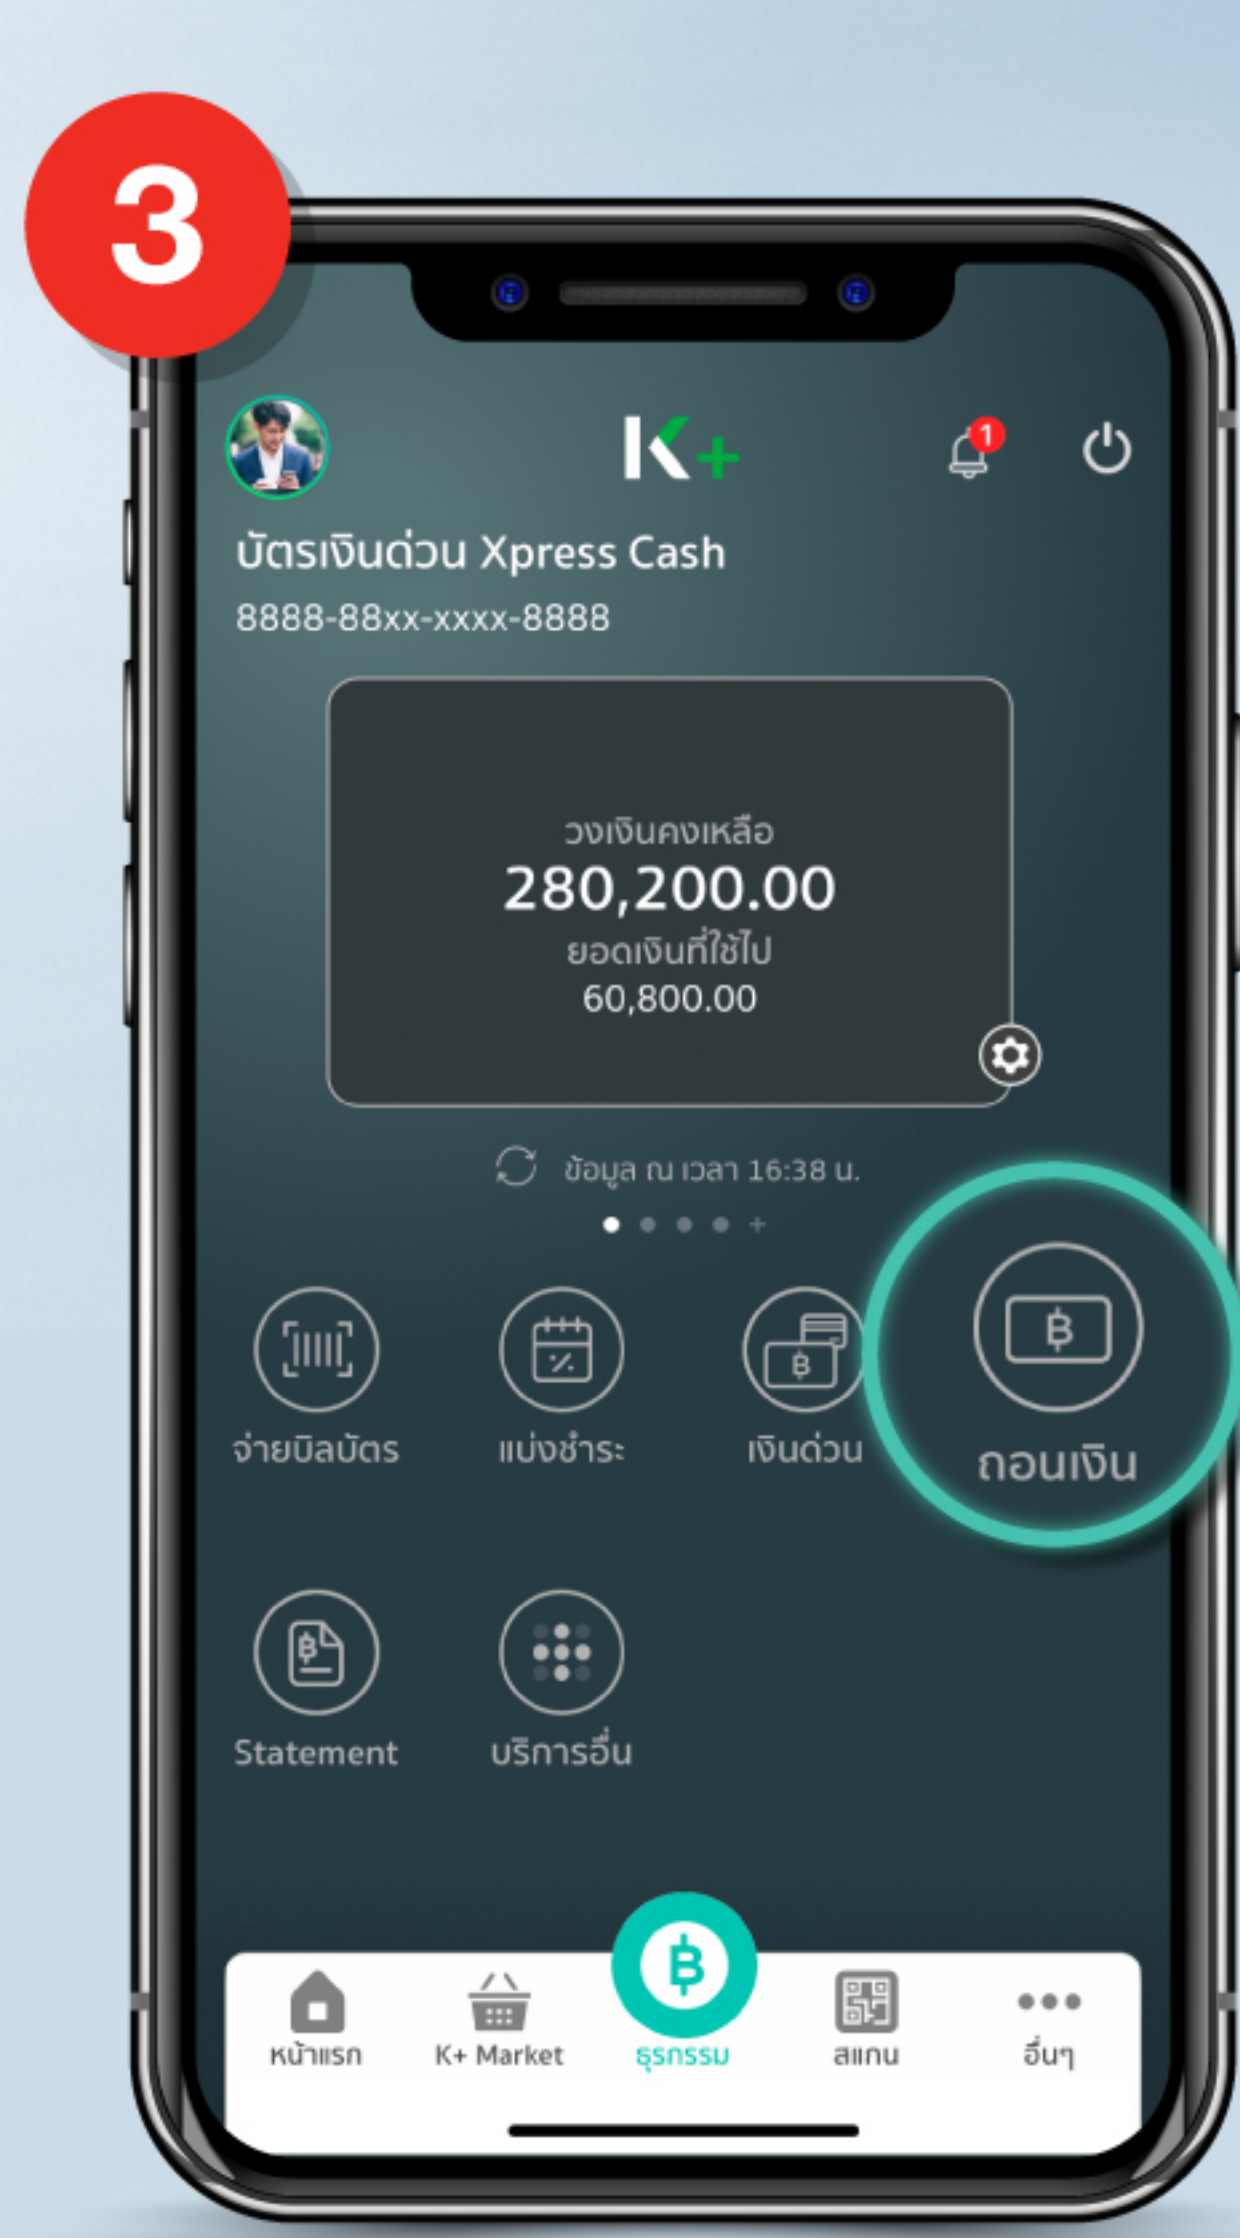 3
K+
1
บัตรเงินด่วน Xpress Cash
8888-88xx-xxxx-8888
วงเงินคงเหลือ
280,200.00
ยอดเงินที่ใช้ไป
60,800.00
ข้อมูล ณ เวลา 16:38 น.
จ่ายบิลบัตร แบ่งชำระ เงินด่วน ถอนเงิน
Statement บริการอื่น
หน้าแรก K+ Market ธุรกรรม สแกน อื่นๆ